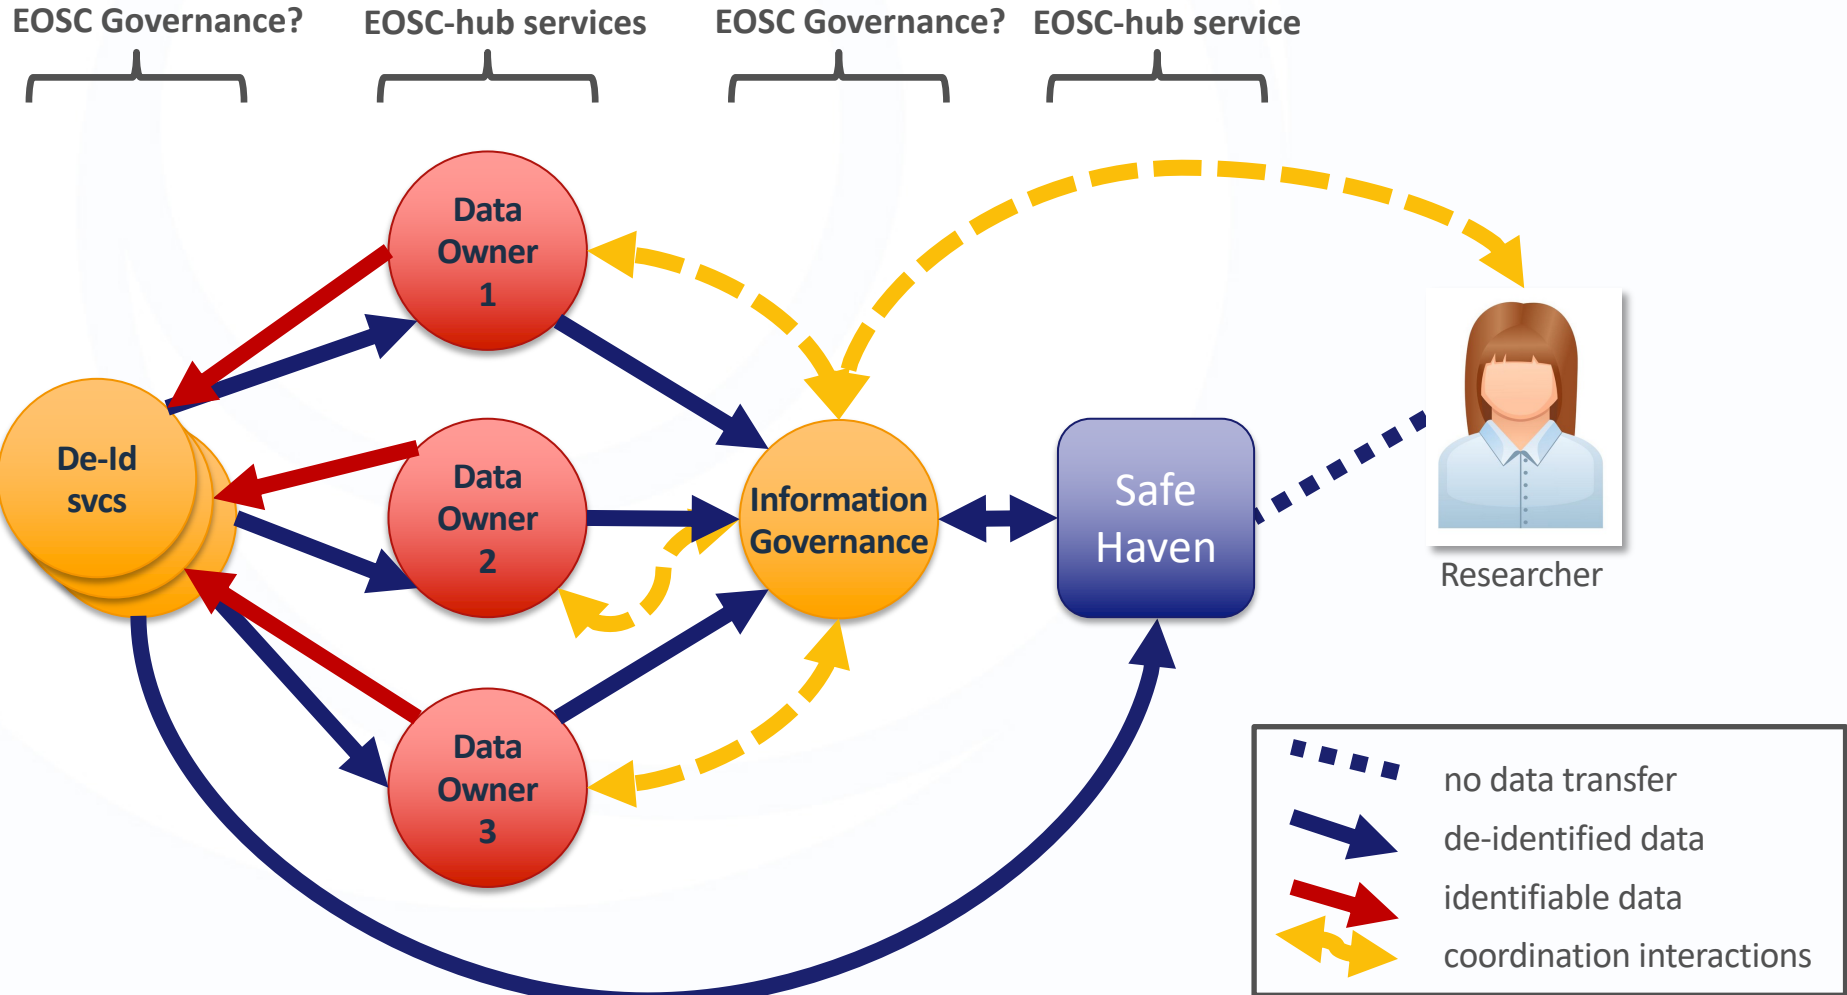 EOSC Governance?
EOSC-hub services
EOSC Governance?
EOSC-hub service
Data
Owner
1
De-Id
svcs
Data
Owner
2
Information
Governance
Safe
Haven
Researcher
Data
Owner
3
no data transfer
de-identified data
identifiable data
coordination interactions